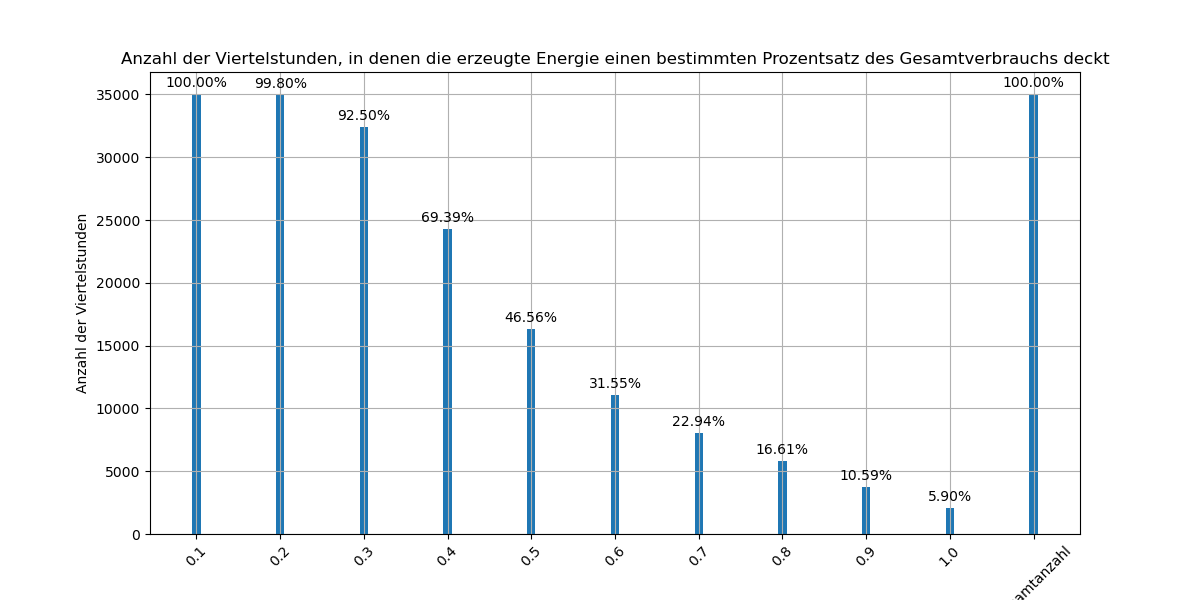 Anzahl der Viertelstunden, in denen die erzeugte Energie einen bestimmten Prozentsatz des Gesamtverbrauchs deckt
100.00% 99.80% 92.50% 69.39% 46.56% 31.55% 22.94% 16.61% 10.59% 5.90% 100.00%
35000
30000
25000
20000
15000
10000
5000
0
Anzahl der Viertelstunden
0.1 0.2 0.3 0.4 0.5 0.6 0.7 0.8 0.9 1.0